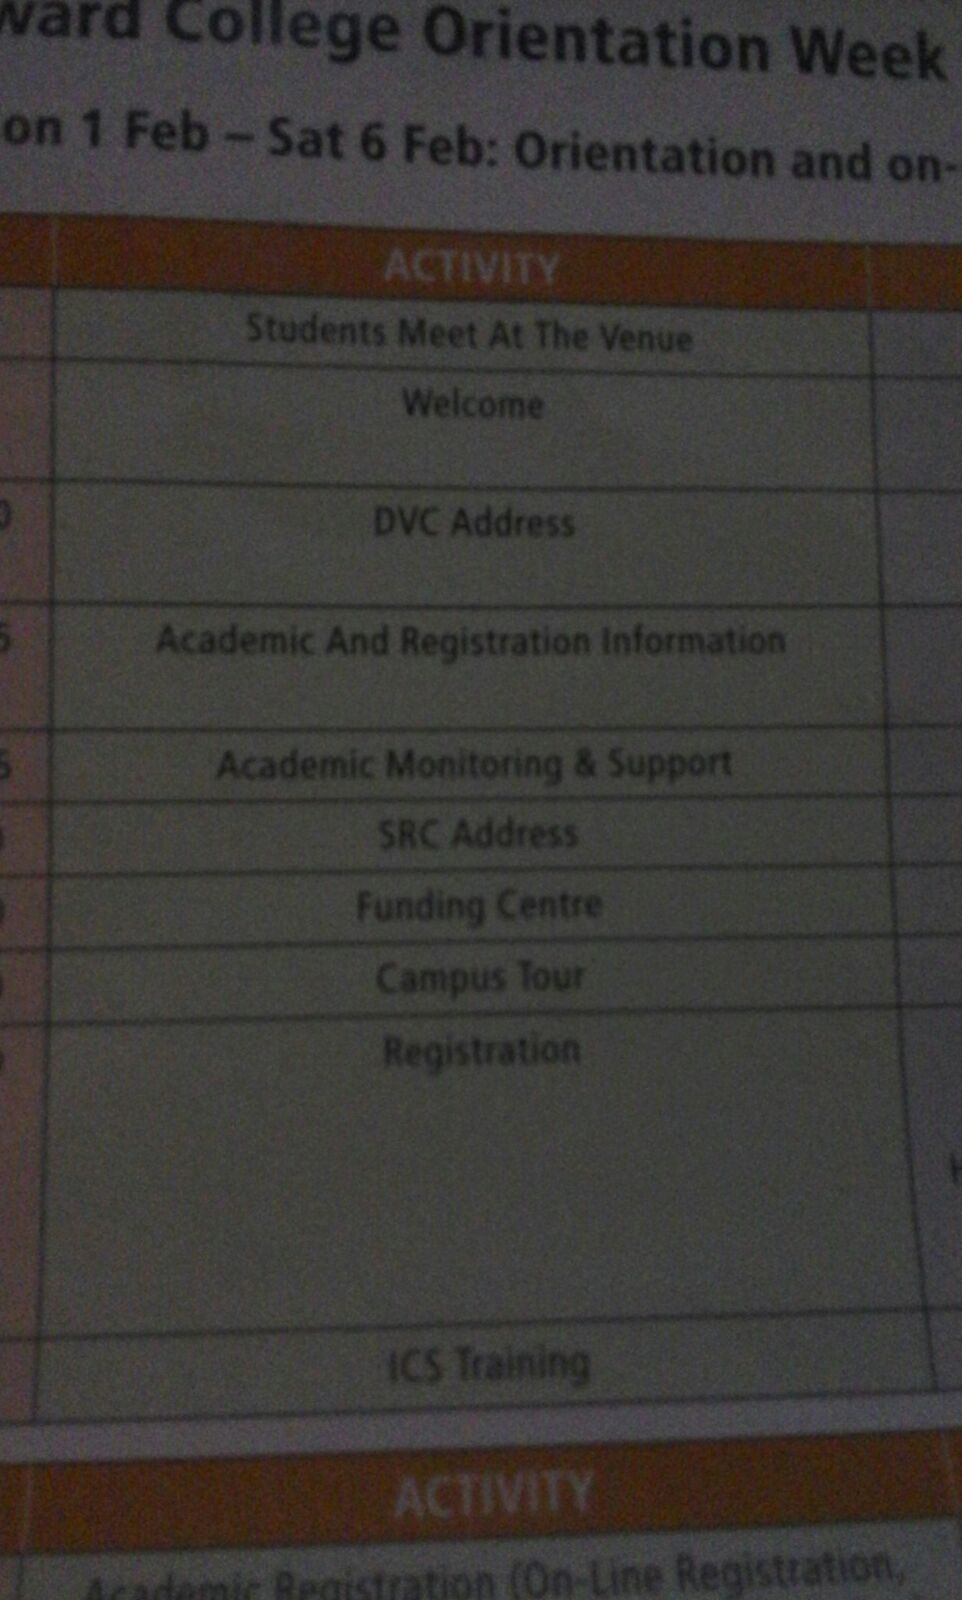 ward College Orientation Week
on 1 Feb – Sat 6 Feb: Orientation and on-
ACTIVITY
Students Meet At The Venue
Welcome
0 DVC Address
5 Academic And Registration Information
5 Academic Monitoring & Support
SRC Address
Funding Centre
Campus Tour
Registration
H
ICS Training
ACTIVITY
Academic Registration (On-Line Registration,